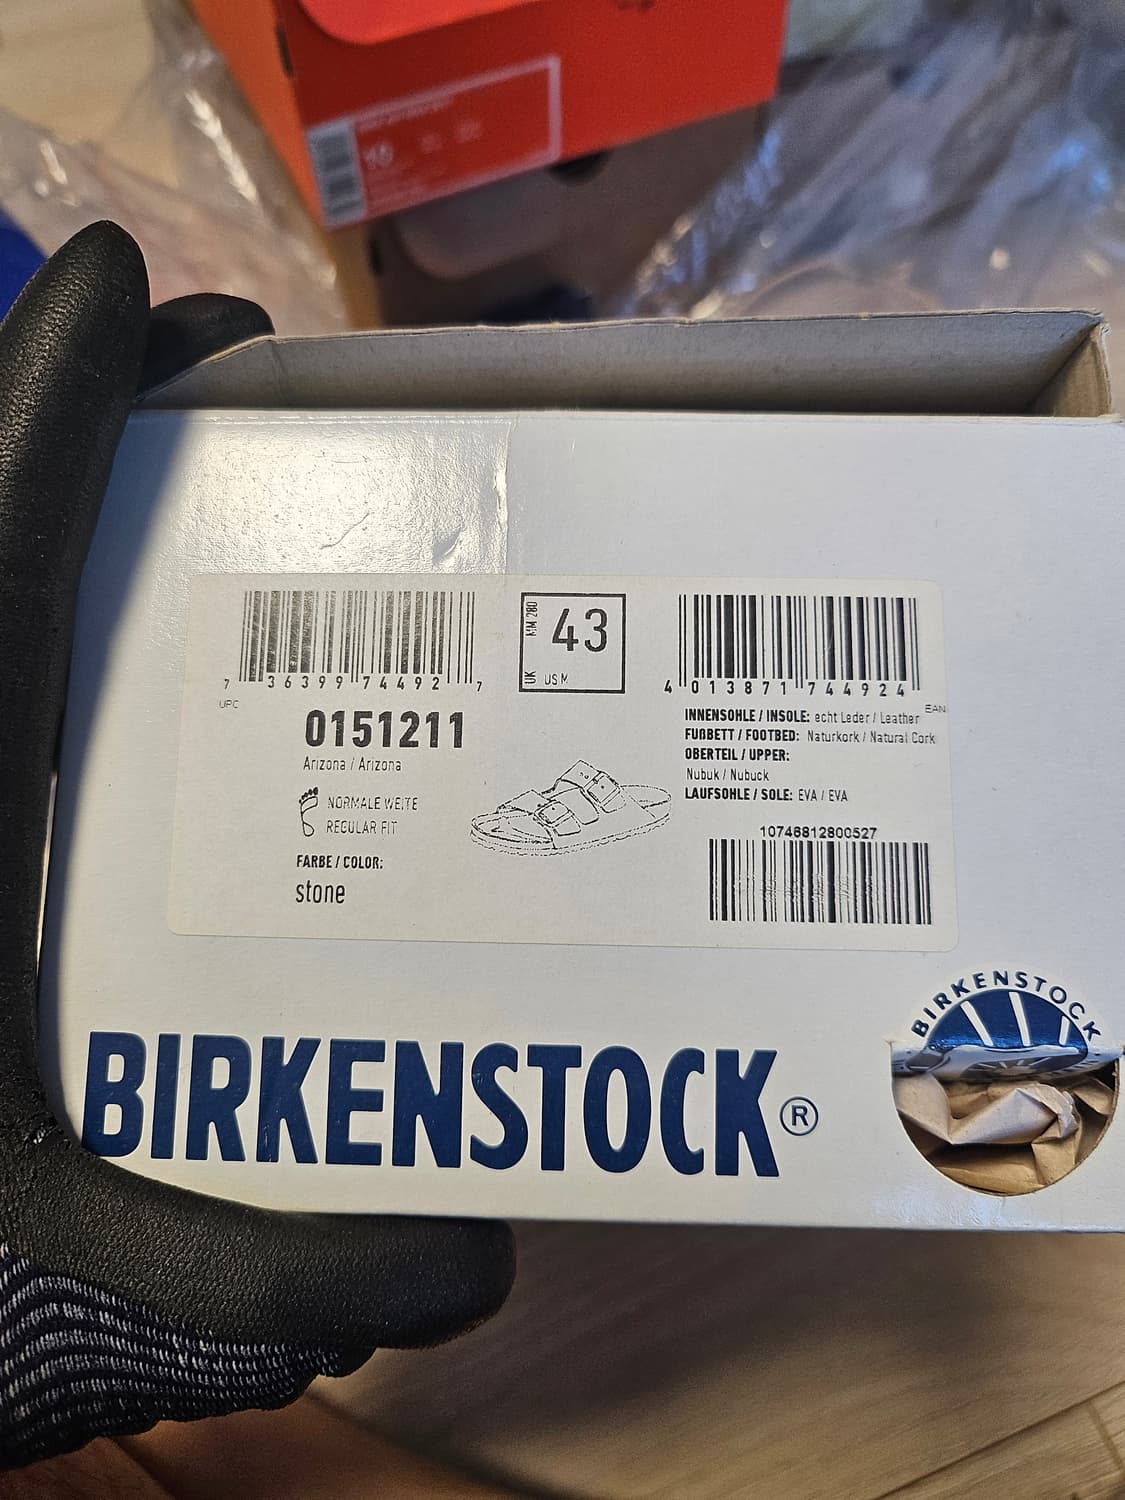 10
MM 280
43
UK
US M
7 36399 74492 7
UPC
4 013871 744924
EAN
0151211
Arizona / Arizona
NORMALE WEITE
REGULAR FIT
FARBE / COLOR:
stone
INNENSOHLE / INSOLE: echt Leder / Leather
FUßBETT / FOOTBED: Naturkork / Natural Cork
OBERTEIL / UPPER:
Nubuk / Nubuck
LAUFSOHLE / SOLE: EVA / EVA
10746812800527
BIRKENSTOCK
BIRKENSTOCK®